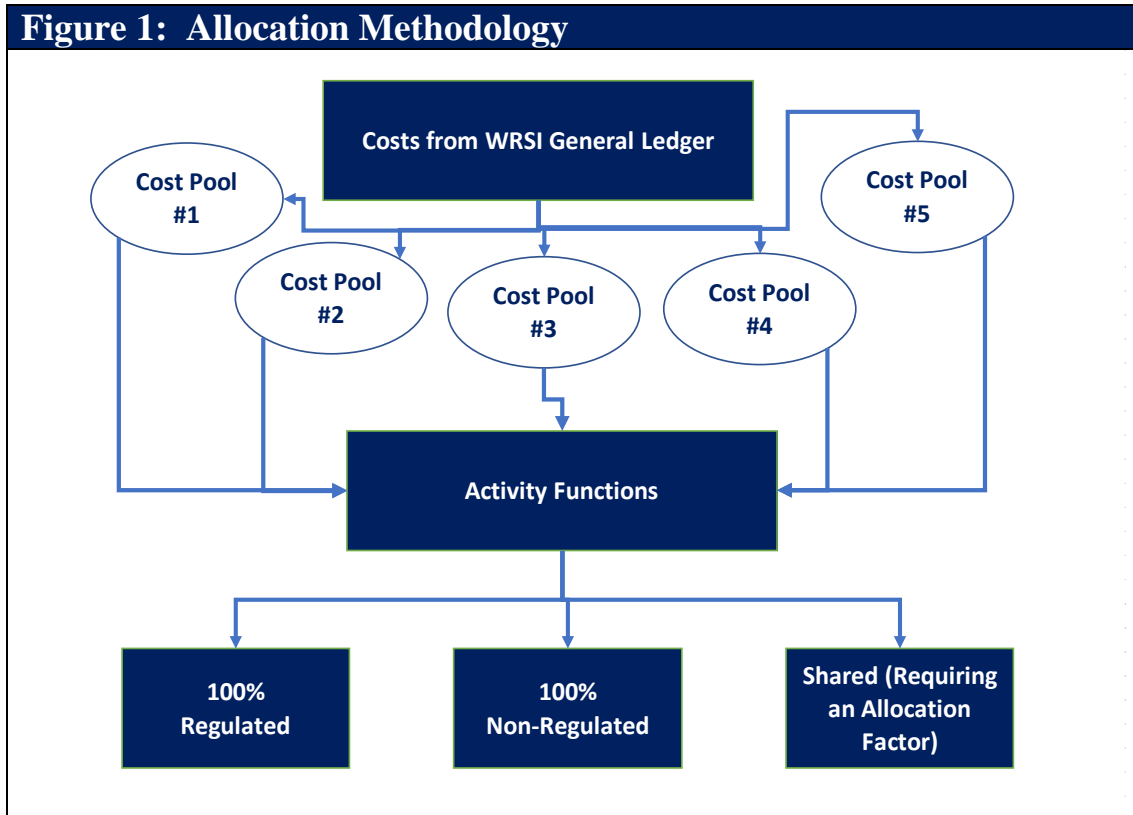 Figure 1:  Allocation Methodology
Costs from WRSI General Ledger
Cost Pool
#1
Cost Pool
#2
Cost Pool
#3
Cost Pool
#4
Cost Pool
#5
Activity Functions
100%
Regulated
100%
Non-Regulated
Shared (Requiring
an Allocation
Factor)